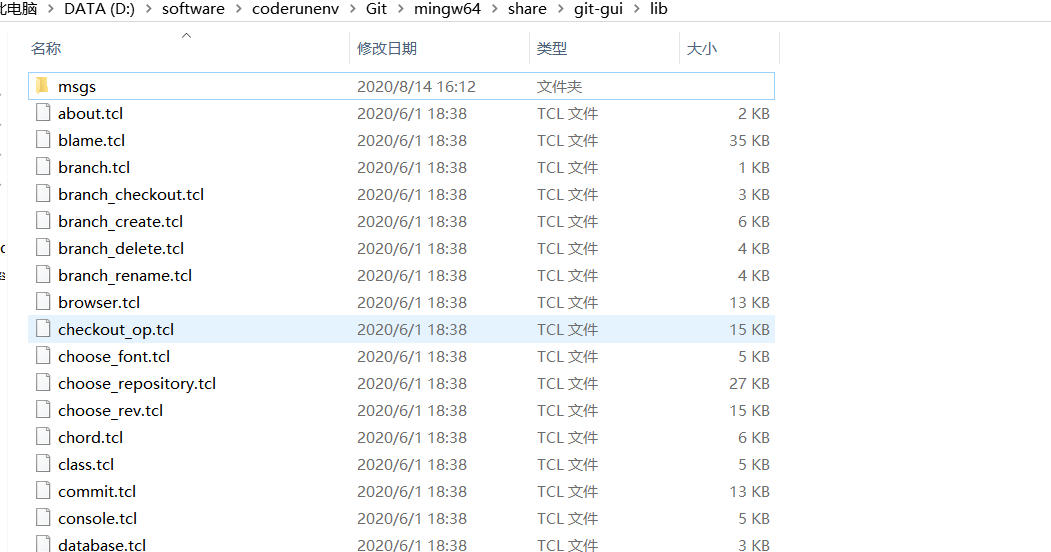 此电脑 > DATA (D:) > software > coderunenv > Git > mingw64 > share > git-gui > lib
名称 修改日期 类型 大小
msgs 2020/8/14 16:12 文件夹
about.tcl 2020/6/1 18:38 TCL 文件 2 KB
blame.tcl 2020/6/1 18:38 TCL 文件 35 KB
branch.tcl 2020/6/1 18:38 TCL 文件 1 KB
branch_checkout.tcl 2020/6/1 18:38 TCL 文件 3 KB
branch_create.tcl 2020/6/1 18:38 TCL 文件 6 KB
branch_delete.tcl 2020/6/1 18:38 TCL 文件 4 KB
branch_rename.tcl 2020/6/1 18:38 TCL 文件 4 KB
browser.tcl 2020/6/1 18:38 TCL 文件 13 KB
checkout_op.tcl 2020/6/1 18:38 TCL 文件 15 KB
choose_font.tcl 2020/6/1 18:38 TCL 文件 5 KB
choose_repository.tcl 2020/6/1 18:38 TCL 文件 27 KB
choose_rev.tcl 2020/6/1 18:38 TCL 文件 15 KB
chord.tcl 2020/6/1 18:38 TCL 文件 6 KB
class.tcl 2020/6/1 18:38 TCL 文件 5 KB
commit.tcl 2020/6/1 18:38 TCL 文件 13 KB
console.tcl 2020/6/1 18:38 TCL 文件 5 KB
database.tcl 2020/6/1 18:38 TCL 文件 3 KB